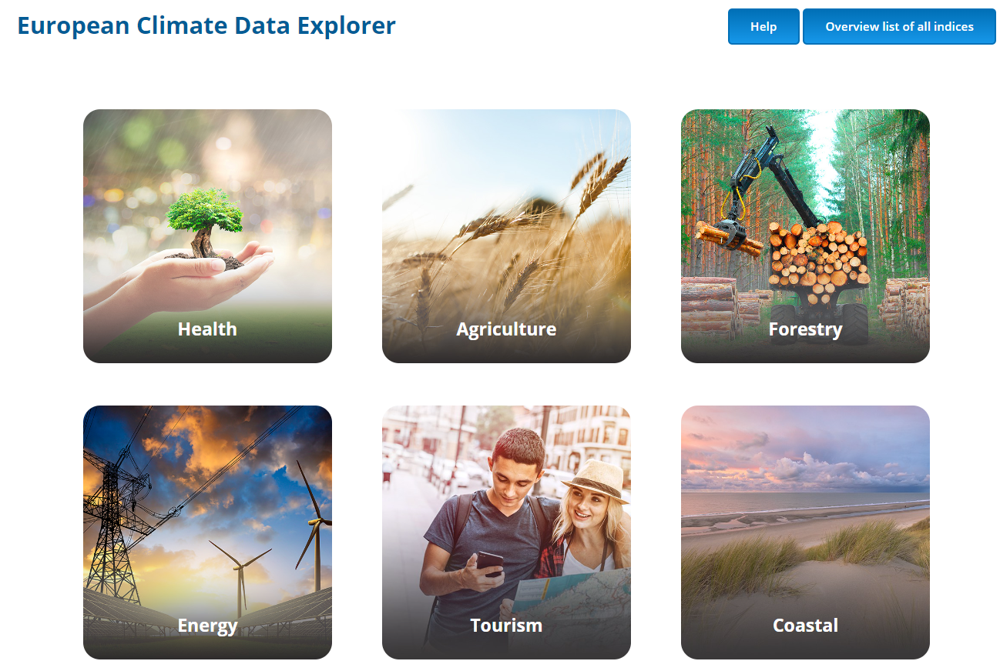 European Climate Data Explorer
Help
Overview list of all indices
Health
Agriculture
Forestry
Energy
Tourism
Coastal